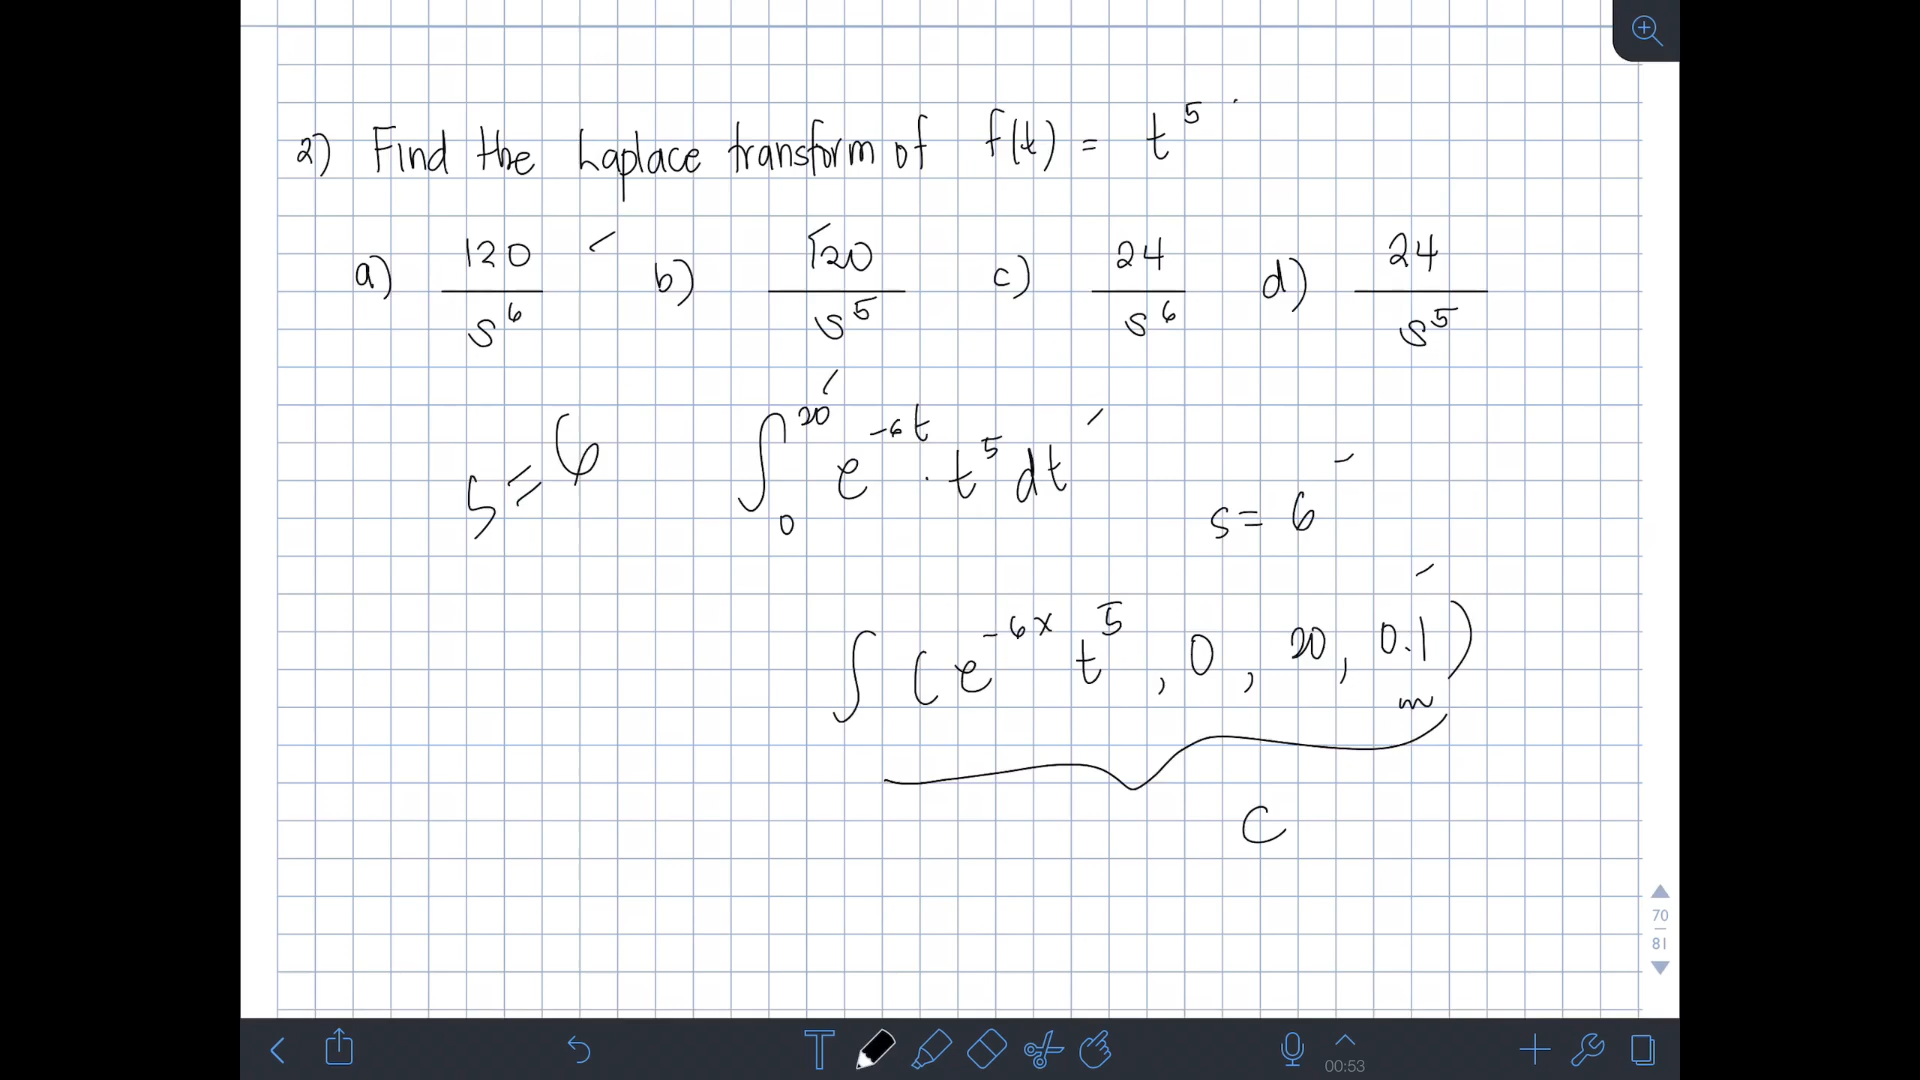 2) Find the Laplace transform of f(t) = t^5
a) 120/s^6 b) 120/s^5 c) 24/s^6 d) 24/s^5
s = 6 ∫_0^20 e^{-6t} · t^5 dt s = 6
∫ ( e^{-6x} t^5 , 0 , 20 , 0.1 )
C
70
81
T 00:53